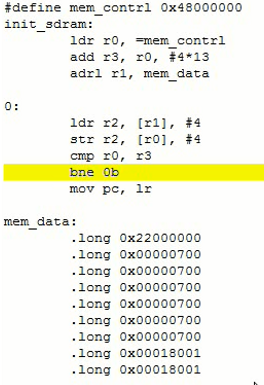 #define mem_contrl 0x48000000
init_sdram:
ldr r0, =mem_contrl
add r3, r0, #4*13
adrl r1, mem_data
0:
ldr r2, [r1], #4
str r2, [r0], #4
cmp r0, r3
bne 0b
mov pc, lr
mem_data:
.long 0x22000000
.long 0x00000700
.long 0x00000700
.long 0x00000700
.long 0x00000700
.long 0x00000700
.long 0x00000700
.long 0x00018001
.long 0x00018001